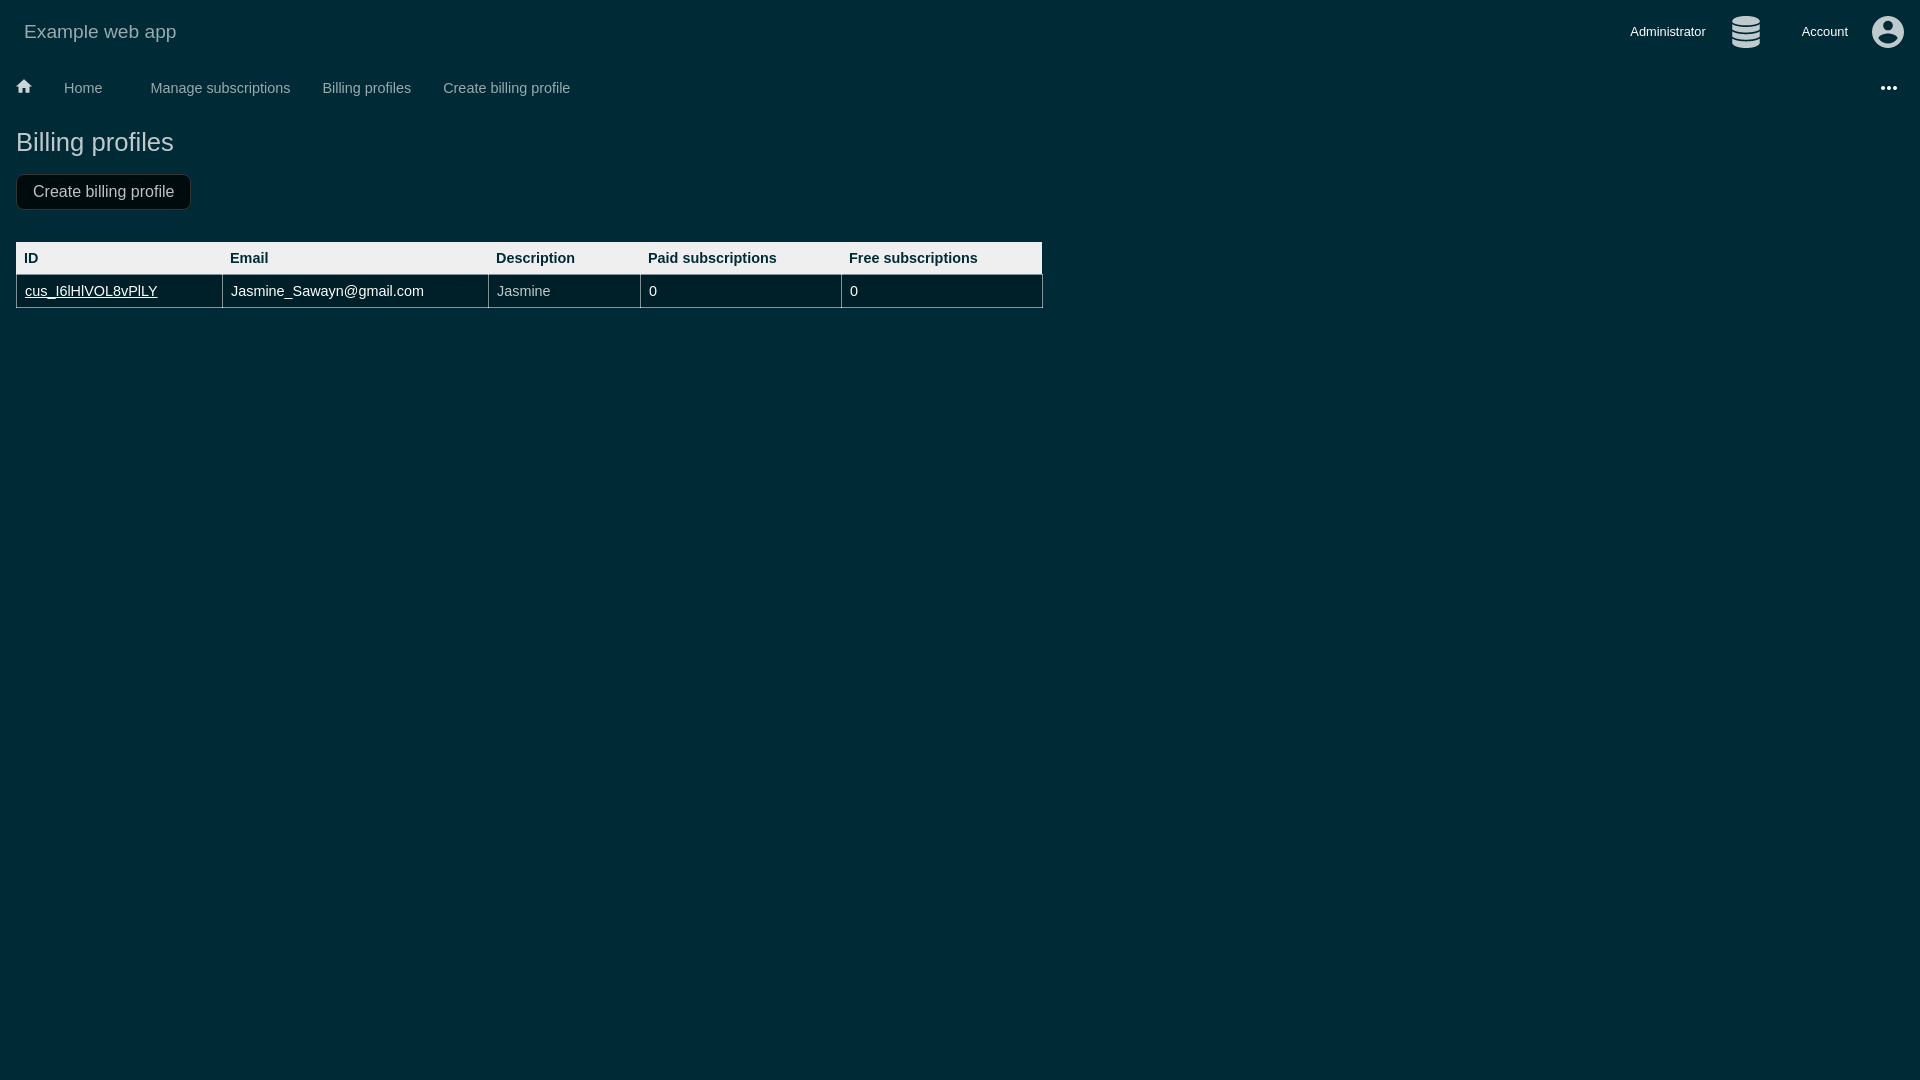 Example web app
Administrator
Account
Home
Manage subscriptions
Billing profiles
Create billing profile
Billing profiles
Create billing profile
ID Email Description Paid subscriptions Free subscriptions
cus_I6lHlVOL8vPlLY Jasmine_Sawayn@gmail.com Jasmine 0 0